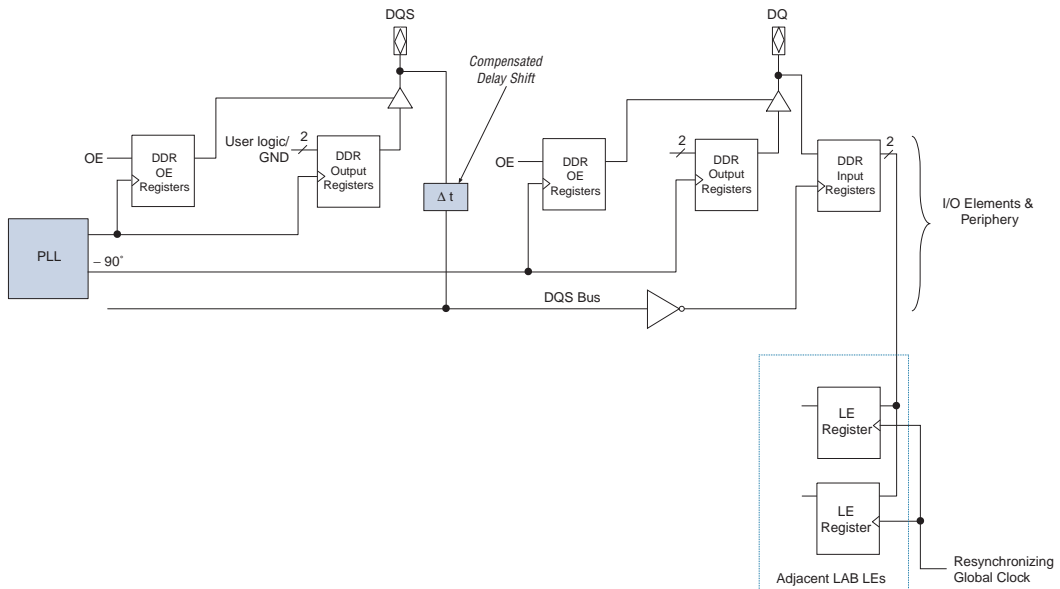 DQS
DQ
Compensated
Delay Shift
OE
DDR
OE
Registers
User logic/
GND
2
DDR
Output
Registers
Δ t
OE
DDR
OE
Registers
2
DDR
Output
Registers
DDR
Input
Registers
2
I/O Elements &
Periphery
PLL
– 90˚
DQS Bus
LE
Register
LE
Register
Adjacent LAB LEs
Resynchronizing
Global Clock